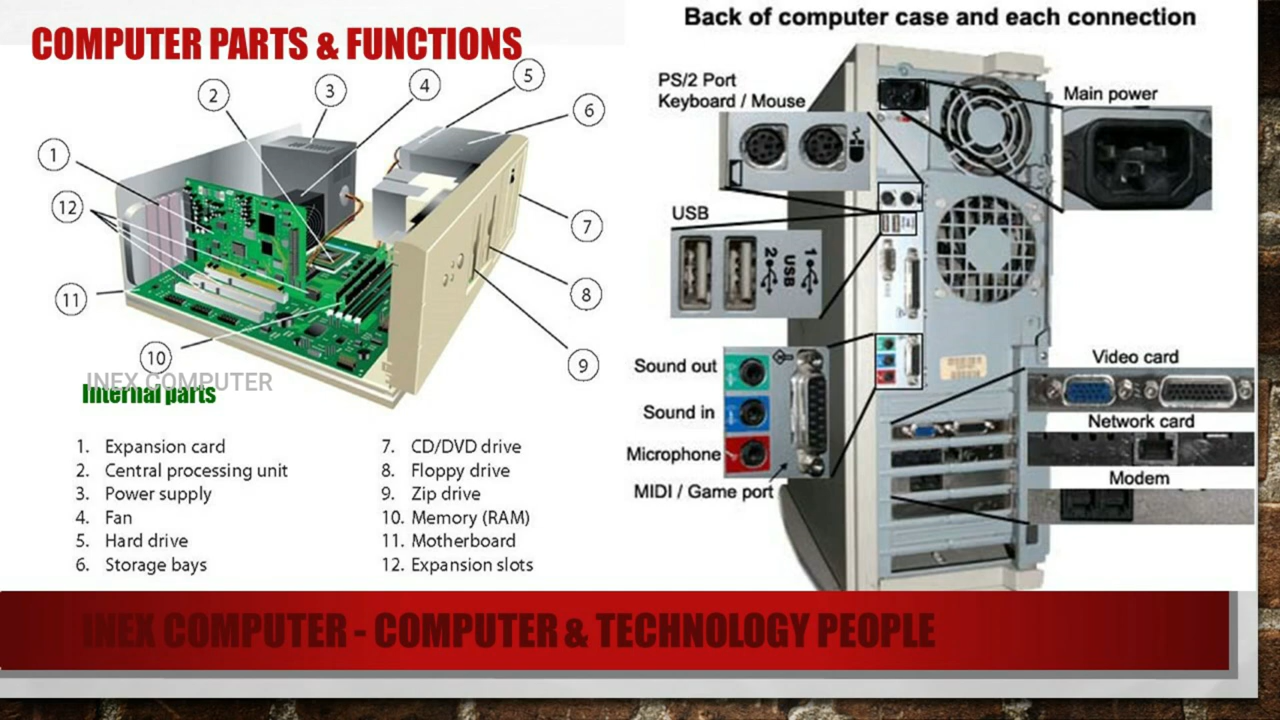 COMPUTER PARTS & FUNCTIONS
1
2
3
4
5
6
7
8
9
10
11
12
INEX COMPUTER
Internal parts
1. Expansion card
2. Central processing unit
3. Power supply
4. Fan
5. Hard drive
6. Storage bays
7. CD/DVD drive
8. Floppy drive
9. Zip drive
10. Memory (RAM)
11. Motherboard
12. Expansion slots
Back of computer case and each connection
PS/2 Port
Keyboard / Mouse
Main power
USB
1
USB
2
Sound out
Sound in
Microphone
MIDI / Game port
Video card
Network card
Modem
INEX COMPUTER - COMPUTER & TECHNOLOGY PEOPLE